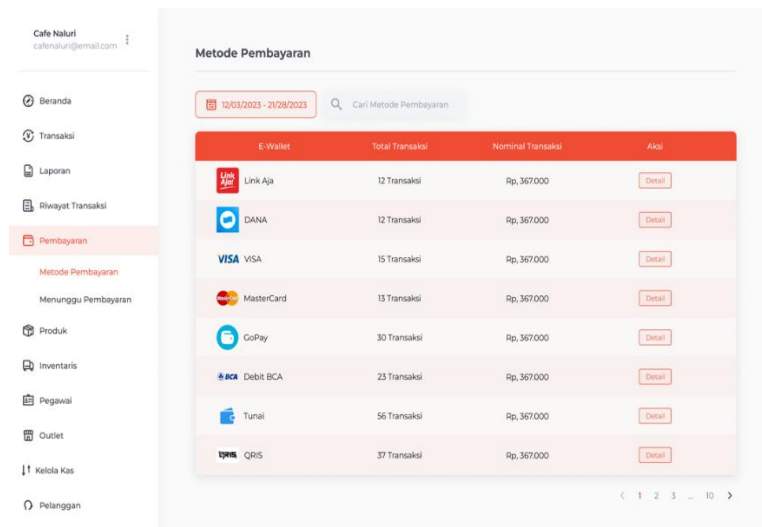 Cafe Naluri
cafenaluri@email.com
Beranda
Transaksi
Laporan
Riwayat Transaksi
Pembayaran
Metode Pembayaran
Menunggu Pembayaran
Produk
Inventaris
Pegawai
Outlet
Kelola Kas
Pelanggan
Metode Pembayaran
12/03/2023 - 21/28/2023
Cari Metode Pembayaran
E-Wallet Total Transaksi Nominal Transaksi Aksi
Link Aja! Link Aja 12 Transaksi Rp, 367.000 Detail
DANA 12 Transaksi Rp, 367.000 Detail
VISA VISA 15 Transaksi Rp, 367.000 Detail
MasterCard MasterCard 13 Transaksi Rp, 367.000 Detail
GoPay 30 Transaksi Rp, 367.000 Detail
BCA Debit BCA 23 Transaksi Rp, 367.000 Detail
Tunai 56 Transaksi Rp, 367.000 Detail
QRIS QRIS 37 Transaksi Rp, 367.000 Detail
< 1 2 3 ... 10 >